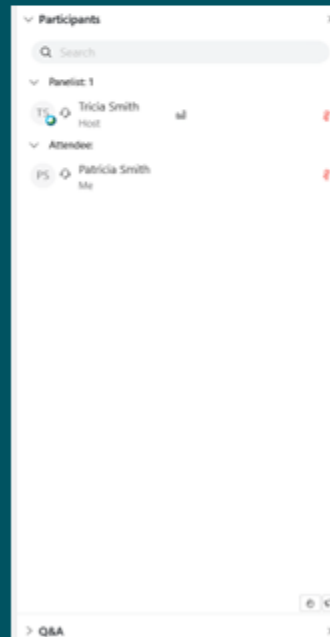 Participants
Search
Panelist: 1
TS
Tricia Smith
Host
Attendee:
PS
Patricia Smith
Me
Q&A